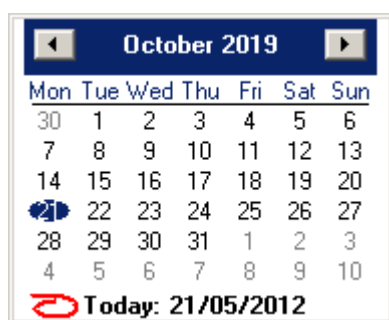 October 2019
Mon Tue Wed Thu Fri Sat Sun
30 1 2 3 4 5 6
7 8 9 10 11 12 13
14 15 16 17 18 19 20
21 22 23 24 25 26 27
28 29 30 31 1 2 3
4 5 6 7 8 9 10
Today: 21/05/2012